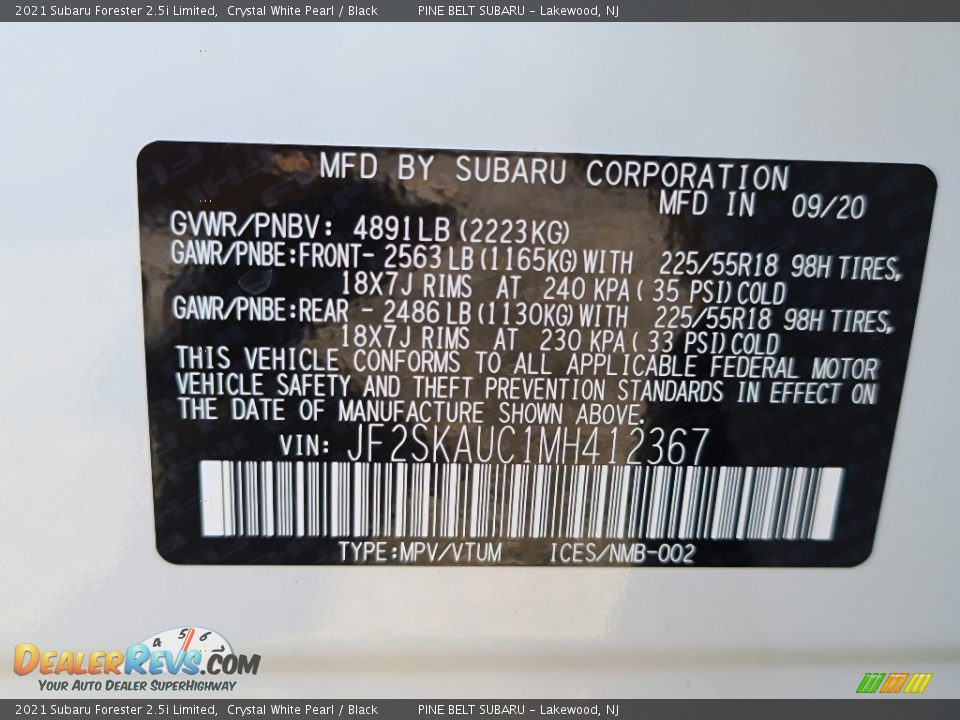 2021 Subaru Forester 2.5i Limited, Crystal White Pearl / Black PINE BELT SUBARU - Lakewood, NJ
MFD BY SUBARU CORPORATION
MFD IN 09/20
GVWR/PNBV: 4891LB (2223KG)
GAWR/PNBE:FRONT- 2563LB(1165KG)WITH 225/55R18 98H TIRES,
18X7J RIMS AT 240 KPA( 35 PSI)COLD
GAWR/PNBE:REAR - 2486LB(1130KG)WITH 225/55R18 98H TIRES,
18X7J RIMS AT 230 KPA( 33 PSI)COLD
THIS VEHICLE CONFORMS TO ALL APPLICABLE FEDERAL MOTOR
VEHICLE SAFETY AND THEFT PREVENTION STANDARDS IN EFFECT ON
THE DATE OF MANUFACTURE SHOWN ABOVE.
VIN: JF2SKAUC1MH412367
TYPE:MPV/VTUM ICES/NMB-002
4 5 6
DEALERREVS.COM
YOUR AUTO DEALER SUPERHIGHWAY
2021 Subaru Forester 2.5i Limited, Crystal White Pearl / Black PINE BELT SUBARU - Lakewood, NJ